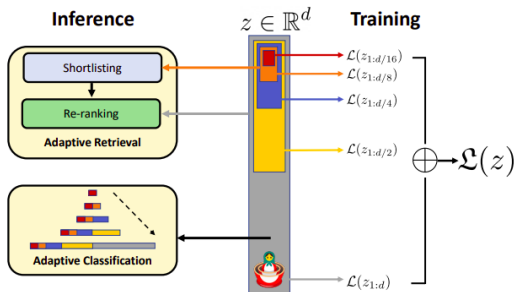 Inference
z ∈ ℝ^d
Training
Shortlisting
Re-ranking
Adaptive Retrieval
Adaptive Classification
ℒ(z_{1:d/16})
ℒ(z_{1:d/8})
ℒ(z_{1:d/4})
ℒ(z_{1:d/2})
ℒ(z_{1:d})
𝔏(z)